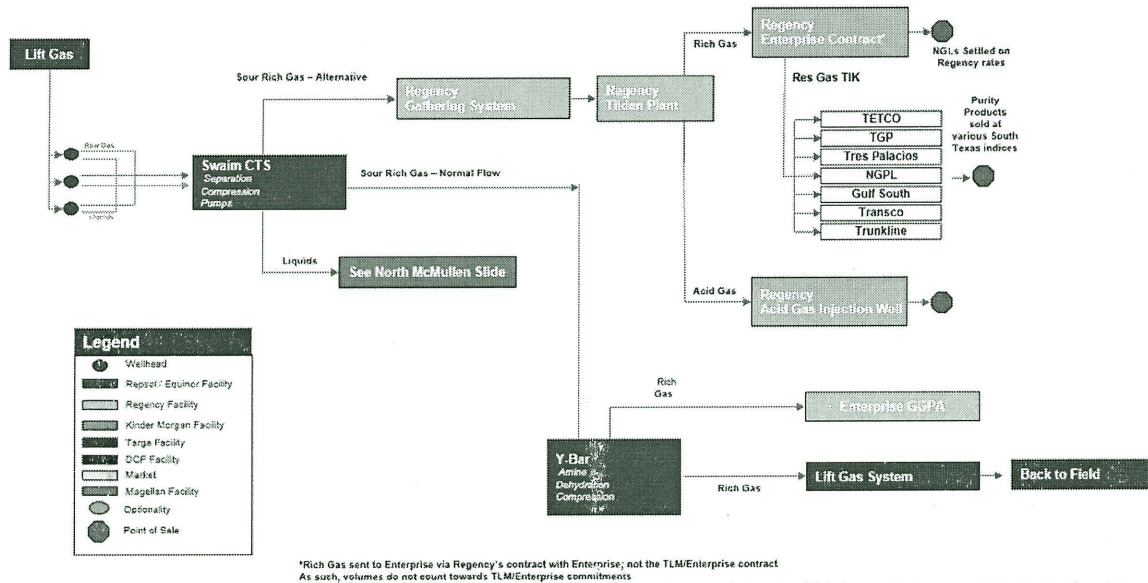 Lift Gas
Raw Gas
Liquids
Sour Rich Gas – Alternative
Swaim CTS
Separation
Compression
Pumps
Sour Rich Gas – Normal Flow
Liquids
See North McMullen Slide
Regency
Gathering System
Regency
Tilden Plant
Rich Gas
Regency
Enterprise Contract*
NGLs Settled on
Regency rates
Res Gas TIK
TETCO
TGP
Tres Palacios
NGPL
Gulf South
Transco
Trunkline
Purity
Products
sold at
various South
Texas indices
Acid Gas
Regency
Acid Gas Injection Well
Rich
Gas
Enterprise GGPA
Y-Bar
Amine
Dehydration
Compression
Rich Gas
Lift Gas System
Back to Field
Legend
Wellhead
Repsol / Equinor Facility
Regency Facility
Kinder Morgan Facility
Targa Facility
DCP Facility
Market
Magellan Facility
Optionality
Point of Sale
*Rich Gas sent to Enterprise via Regency's contract with Enterprise; not the TLM/Enterprise contract
As such, volumes do not count towards TLM/Enterprise commitments